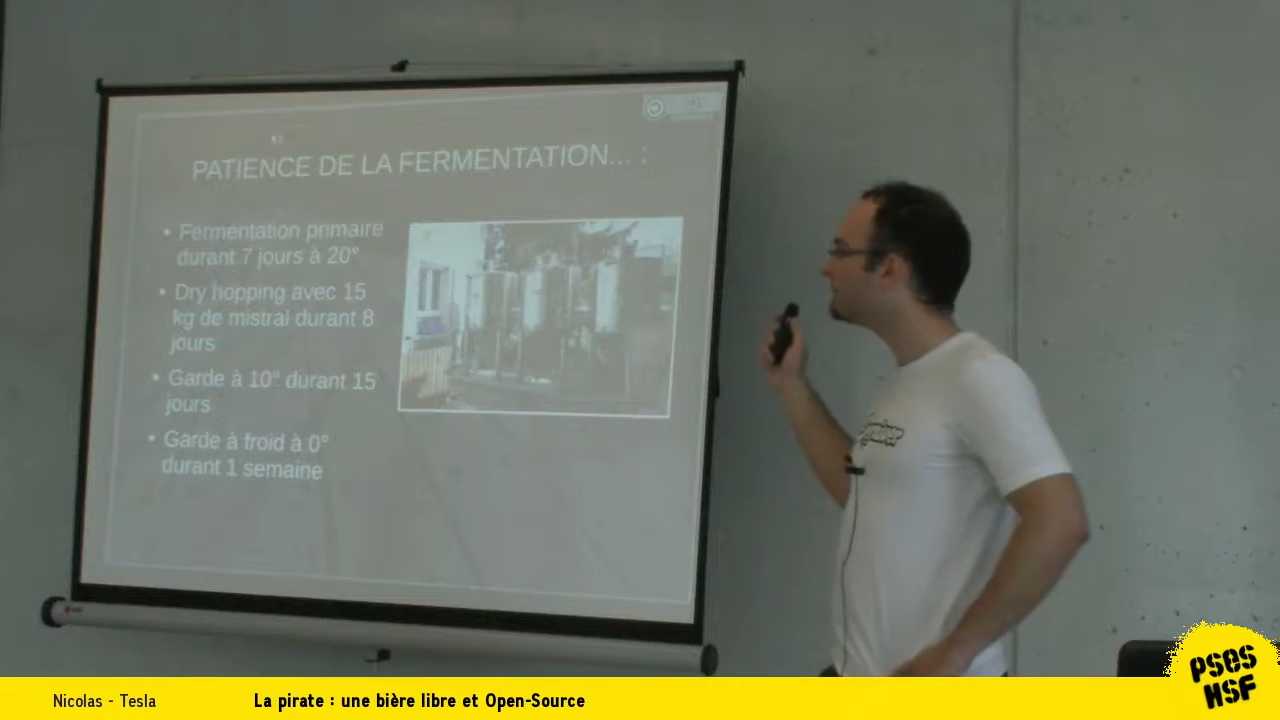 PATIENCE DE LA FERMENTATION... :
• Fermentation primaire
durant 7 jours à 20°
• Dry hopping avec 15
kg de mistral durant 8
jours
• Garde à 10° durant 15
jours
• Garde à froid à 0°
durant 1 semaine
Nicolas - Tesla
La pirate : une bière libre et Open-Source
PSES
HSF